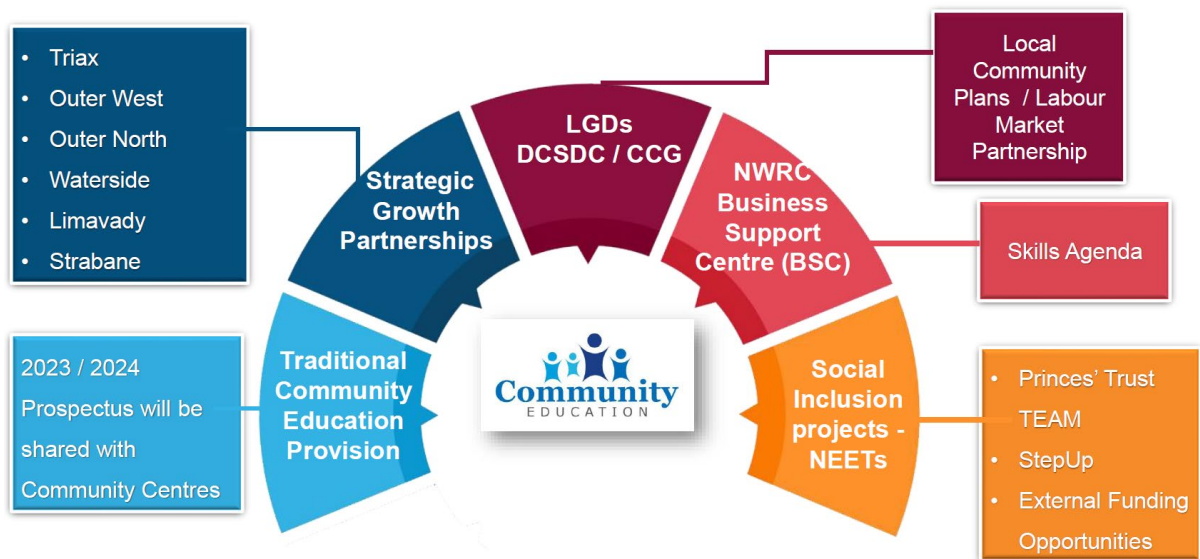 • Triax
• Outer West
• Outer North
• Waterside
• Limavady
• Strabane
2023 / 2024
Prospectus will be
shared with
Community Centres
Traditional
Community
Education
Provision
Strategic
Growth
Partnerships
LGDs
DCSDC / CCG
NWRC
Business
Support
Centre (BSC)
Social
Inclusion
projects -
NEETs
Community
EDUCATION
Local
Community
Plans / Labour
Market
Partnership
Skills Agenda
• Princes' Trust
TEAM
• StepUp
• External Funding
Opportunities